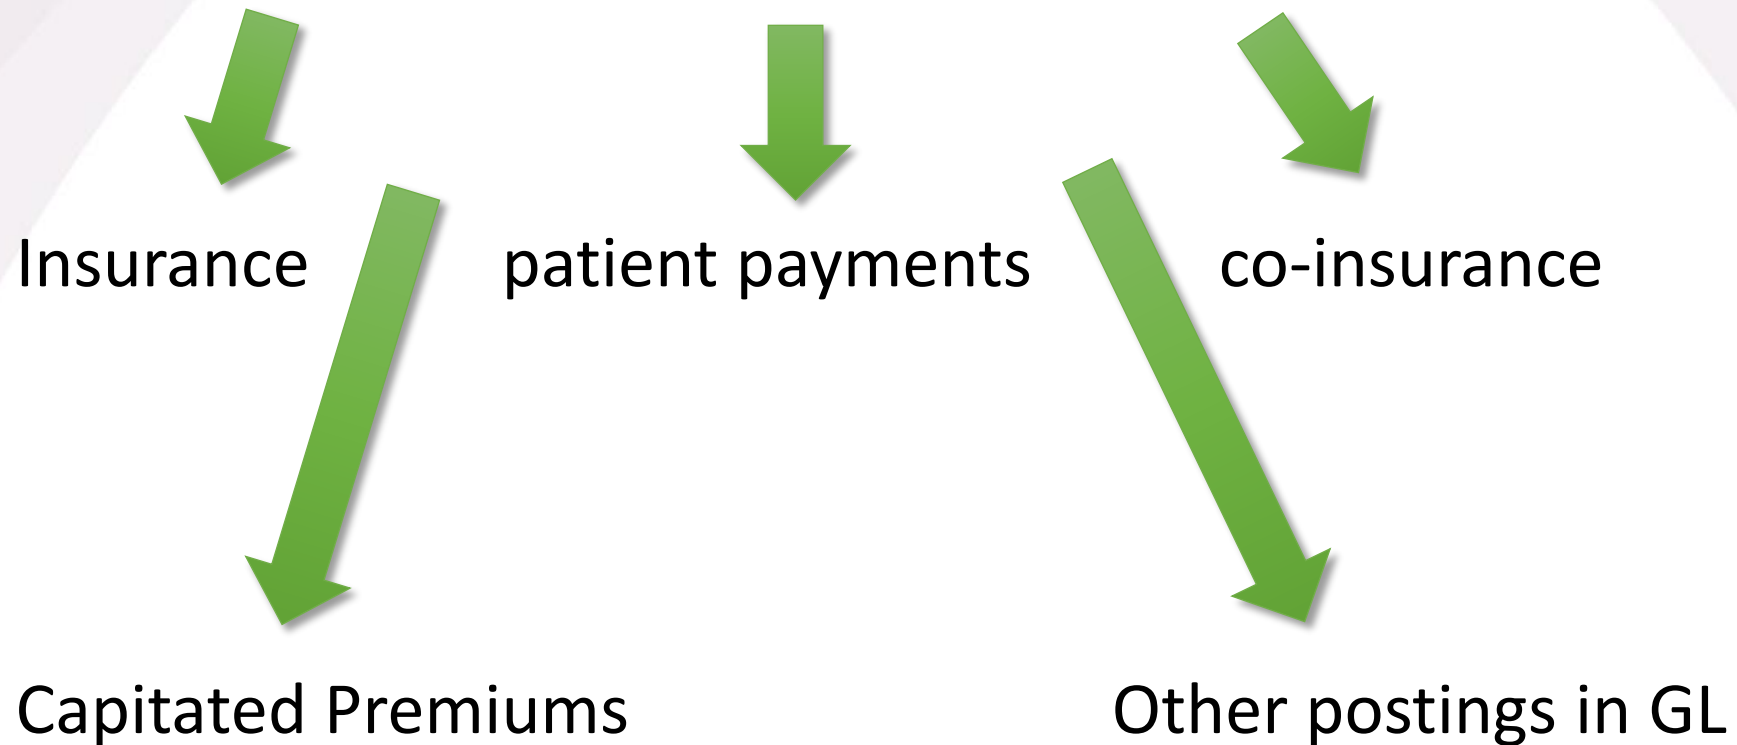 Insurance patient payments co-insurance
Capitated Premiums Other postings in GL